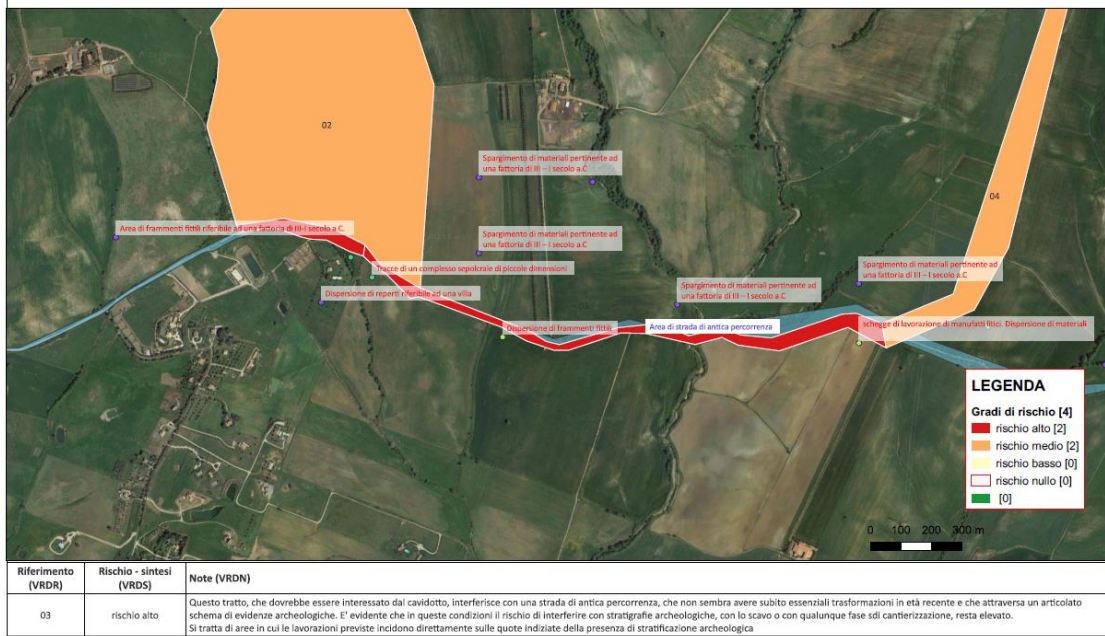 02
04
Spargimento di materiali pertinente ad
una fattoria di III – I secolo a.C
Area di frammenti fittili riferibile ad una fattoria di III-I secolo a. C.
Spargimento di materiali pertinente ad
una fattoria di III – I secolo a.C
Tracce di un complesso sepolcrale di piccole dimensioni
Spargimento di materiali pertinente ad
una fattoria di III – I secolo a.C
Dispersione di reperti riferibile ad una villa
Spargimento di materiali pertinente ad
una fattoria di III – I secolo a.C
Dispersione di frammenti fittili
Area di strada di antica percorrenza
schegge di lavorazione di manufatti litici. Dispersione di materiali
LEGENDA
Gradi di rischio [4]
rischio alto [2]
rischio medio [2]
rischio basso [0]
rischio nullo [0]
[0]
0 100 200 300 m
Riferimento
(VRDR)
Rischio - sintesi
(VRDS)
Note (VRDN)
03
rischio alto
Questo tratto, che dovrebbe essere interessato dal cavidotto, interferisce con una strada di antica percorrenza, che non sembra avere subito essenziali trasformazioni in età recente e che attraversa un articolato
schema di evidenze archeologiche. E' evidente che in queste condizioni il rischio di interferire con stratigrafie archeologiche, con lo scavo o con qualunque fase sdi cantierizzazione, resta elevato.
Si tratta di aree in cui le lavorazioni previste incidono direttamente sulle quote indiziate della presenza di stratificazione archeologica